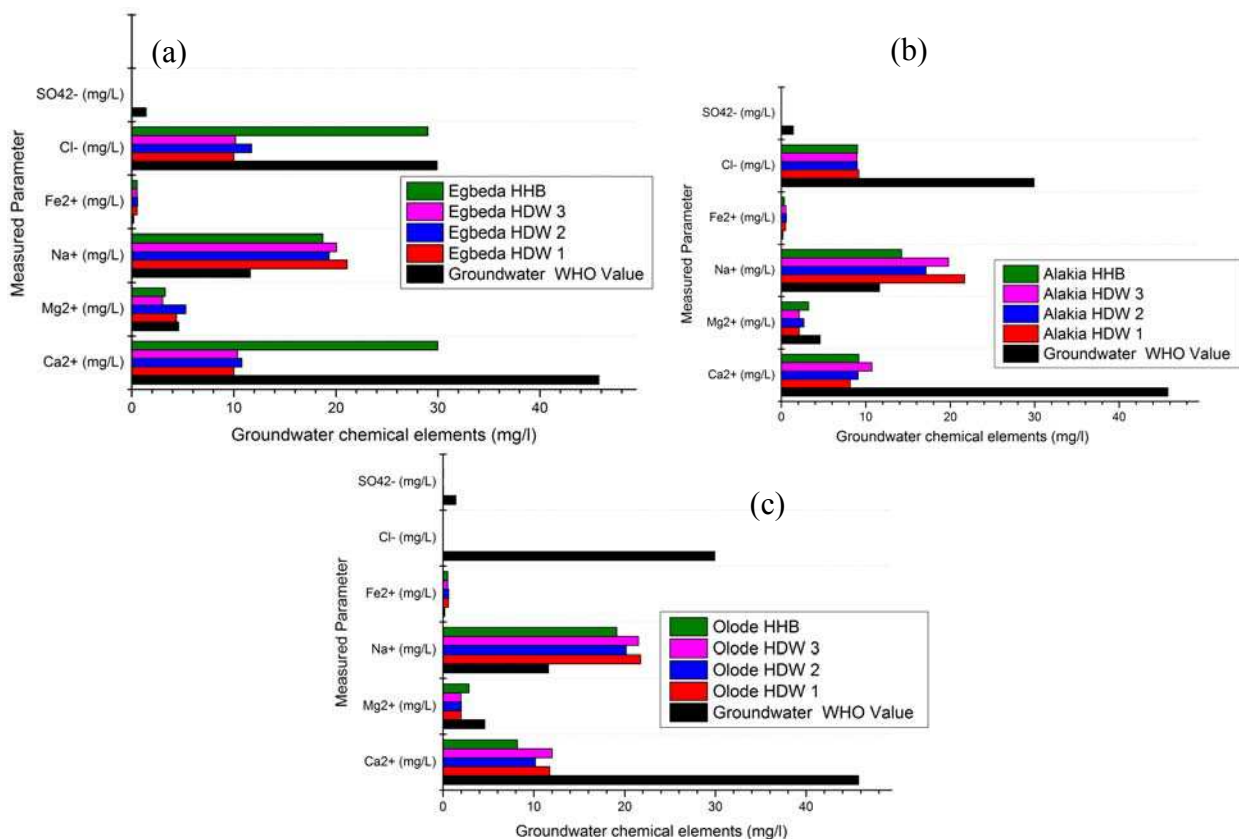 (a)
SO42- (mg/L)
Cl- (mg/L)
Fe2+ (mg/L)
Na+ (mg/L)
Mg2+ (mg/L)
Ca2+ (mg/L)
Measured Parameter
Egbeda HHB
Egbeda HDW 3
Egbeda HDW 2
Egbeda HDW 1
Groundwater WHO Value
0 10 20 30 40
Groundwater chemical elements (mg/l)
(b)
SO42- (mg/L)
Cl- (mg/L)
Fe2+ (mg/L)
Na+ (mg/L)
Mg2+ (mg/L)
Ca2+ (mg/L)
Measured Parameter
Alakia HHB
Alakia HDW 3
Alakia HDW 2
Alakia HDW 1
Groundwater WHO Value
0 10 20 30 40
Groundwater chemical elements (mg/l)
(c)
SO42- (mg/L)
Cl- (mg/L)
Fe2+ (mg/L)
Na+ (mg/L)
Mg2+ (mg/L)
Ca2+ (mg/L)
Measured Parameter
Olode HHB
Olode HDW 3
Olode HDW 2
Olode HDW 1
Groundwater WHO Value
0 10 20 30 40
Groundwater chemical elements (mg/l)